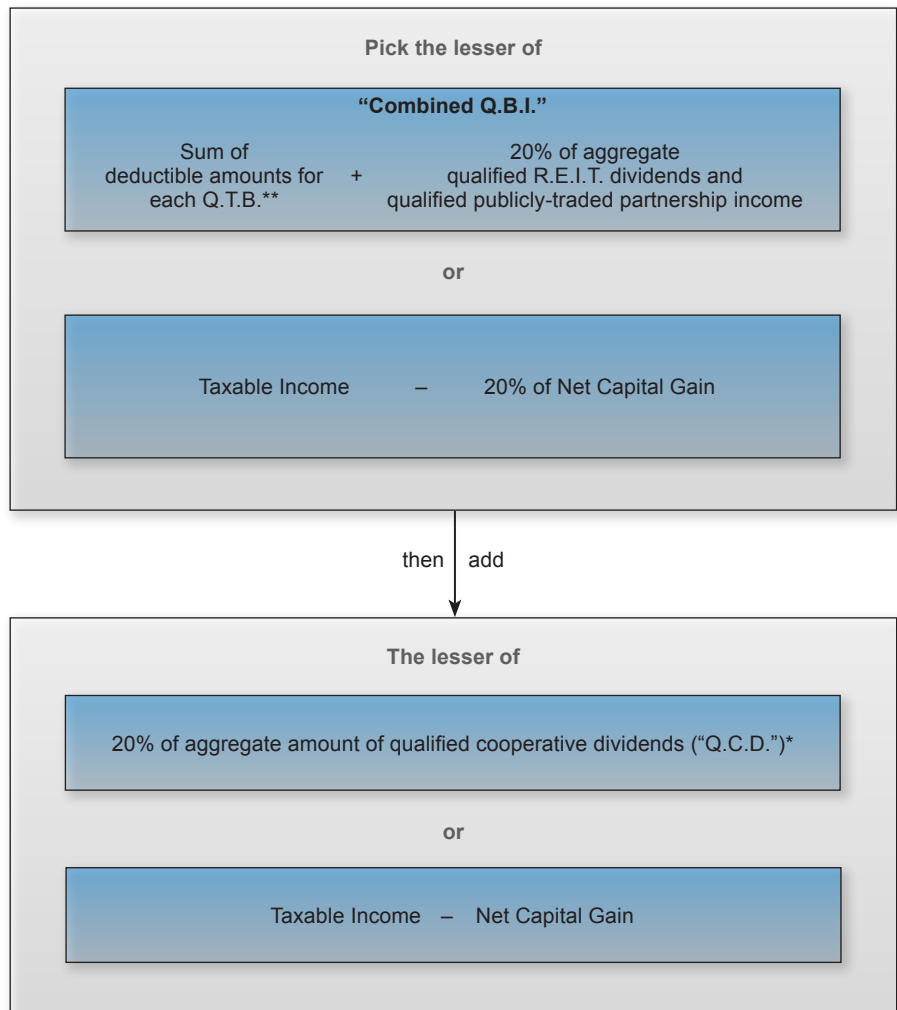 Pick the lesser of
“Combined Q.B.I.”
Sum of
deductible amounts for
each Q.T.B.**
+
20% of aggregate
qualified R.E.I.T. dividends and
qualified publicly-traded partnership income
or
Taxable Income – 20% of Net Capital Gain
then add
The lesser of
20% of aggregate amount of qualified cooperative dividends (“Q.C.D.”)*
or
Taxable Income – Net Capital Gain